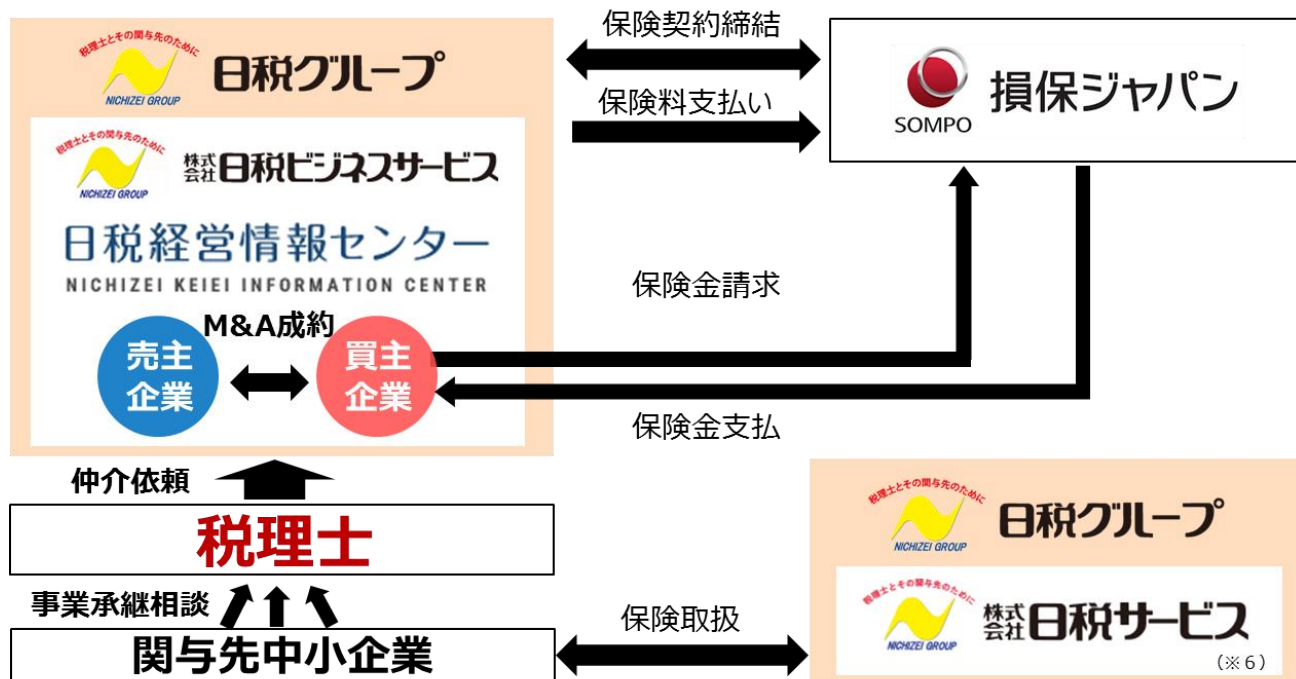 税理士とその関与先のために
NICHIZEI GROUP
日税グループ
税理士とその関与先のために
NICHIZEI GROUP
株式会社日税ビジネスサービス
日税経営情報センター
NICHIZEI KEIEI INFORMATION CENTER
M&A成約
売主
企業
買主
企業
保険契約締結
保険料支払い
SOMPO
損保ジャパン
保険金請求
保険金支払
仲介依頼
税理士
事業承継相談
関与先中小企業
保険取扱
税理士とその関与先のために
NICHIZEI GROUP
日税グループ
税理士とその関与先のために
NICHIZEI GROUP
株式会社日税サービス
（※６）